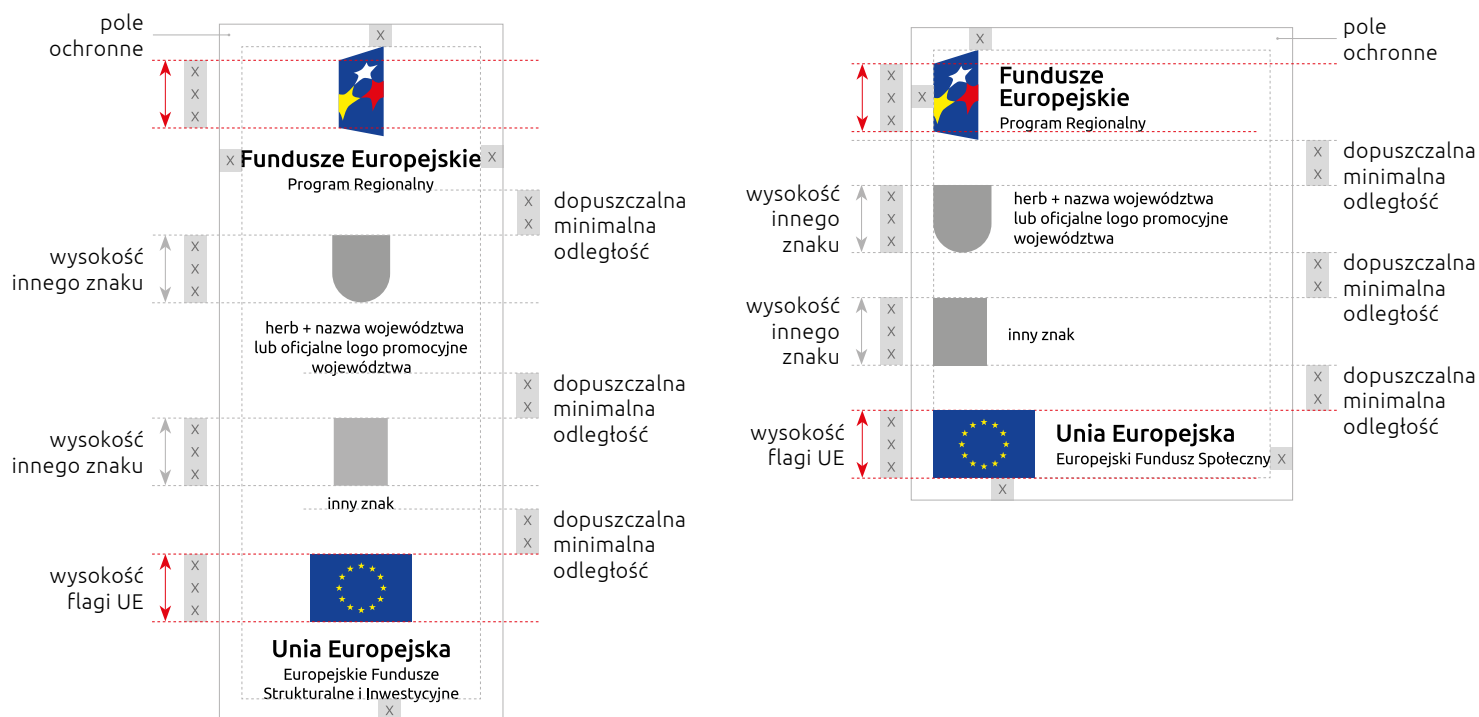 pole
ochronne
X
X
X
X
X
Fundusze Europejskie
X
Program Regionalny
X
X
dopuszczalna
minimalna
odległość
wysokość
innego znaku
X
X
X
herb + nazwa województwa
lub oficjalne logo promocyjne
województwa
X
X
dopuszczalna
minimalna
odległość
wysokość
innego znaku
X
X
X
inny znak
X
X
dopuszczalna
minimalna
odległość
wysokość
flagi UE
X
X
X
Unia Europejska
Europejskie Fundusze
Strukturalne i Inwestycyjne
X
pole
ochronne
X
X
X
X
X
Fundusze
Europejskie
Program Regionalny
X
X
dopuszczalna
minimalna
odległość
wysokość
innego
znaku
X
X
X
herb + nazwa województwa
lub oficjalne logo promocyjne
województwa
X
X
dopuszczalna
minimalna
odległość
wysokość
innego
znaku
X
X
X
inny znak
X
X
dopuszczalna
minimalna
odległość
wysokość
flagi UE
X
X
X
Unia Europejska
Europejski Fundusz Społeczny
X
X